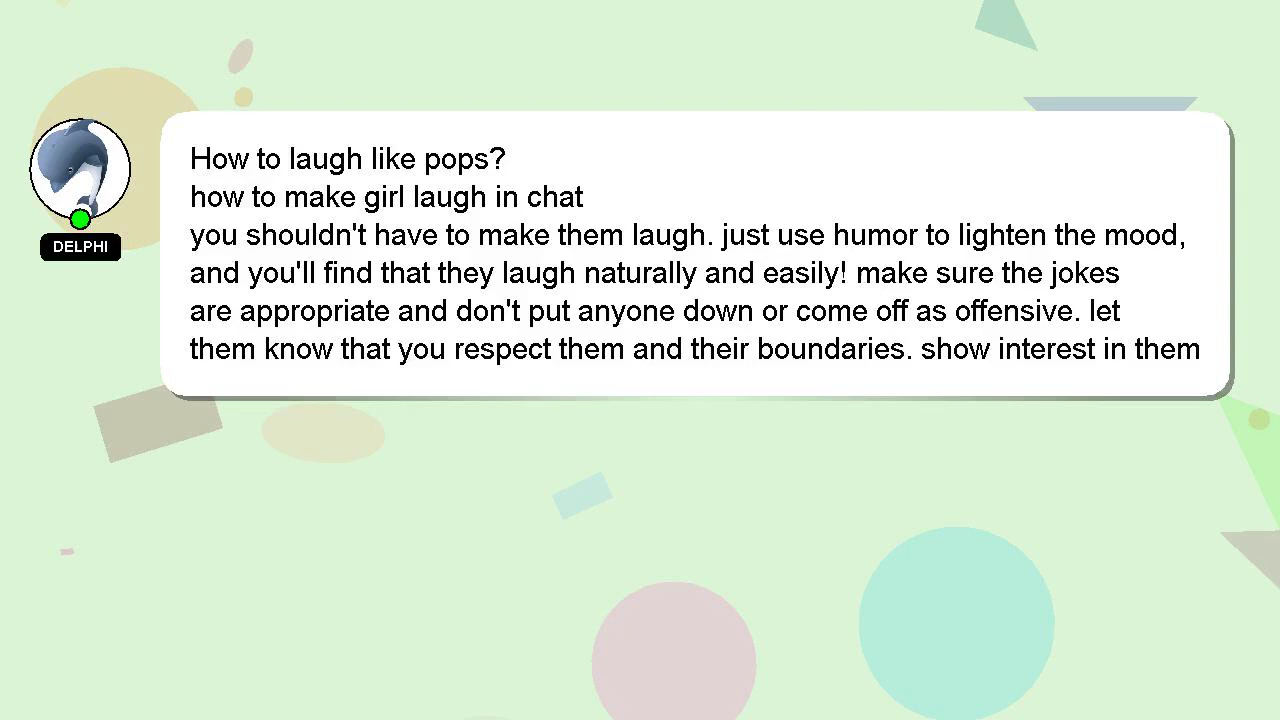 How to laugh like pops?
how to make girl laugh in chat
you shouldn't have to make them laugh. just use humor to lighten the mood,
and you'll find that they laugh naturally and easily! make sure the jokes
are appropriate and don't put anyone down or come off as offensive. let
them know that you respect them and their boundaries. show interest in them
DELPHI